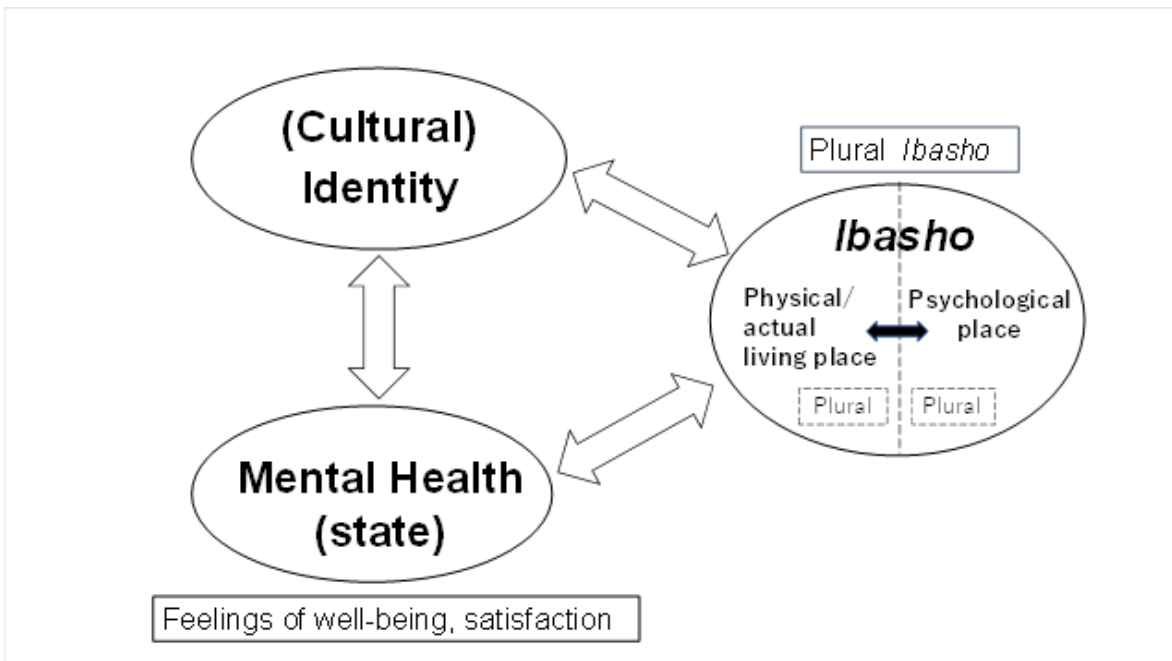 (Cultural)
Identity
Plural Ibasho
Ibasho
Physical/
actual
living place
Psychological
place
Plural
Plural
Mental Health
(state)
Feelings of well-being, satisfaction